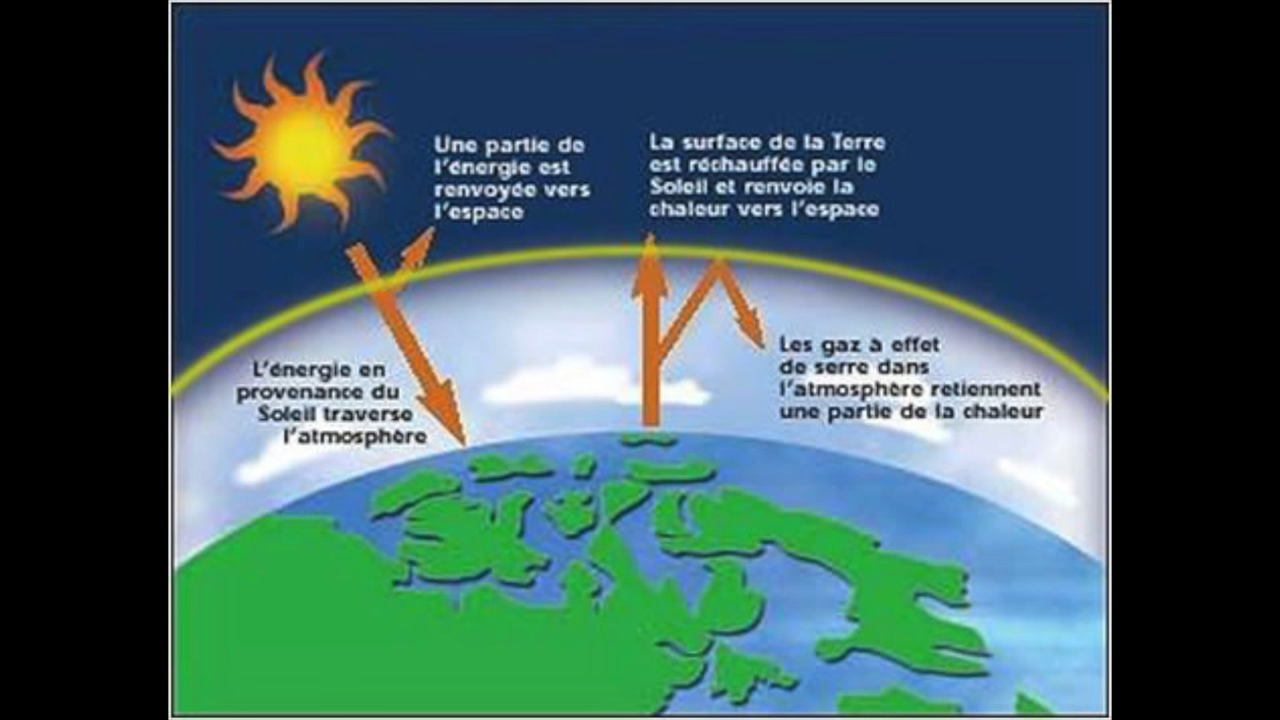 Une partie de
l'énergie est
renvoyée vers
l'espace
La surface de la Terre
est réchauffée par le
Soleil et renvoie la
chaleur vers l'espace
L'énergie en
provenance du
Soleil traverse
l'atmosphère
Les gaz à effet
de serre dans
l'atmosphère retiennent
une partie de la chaleur